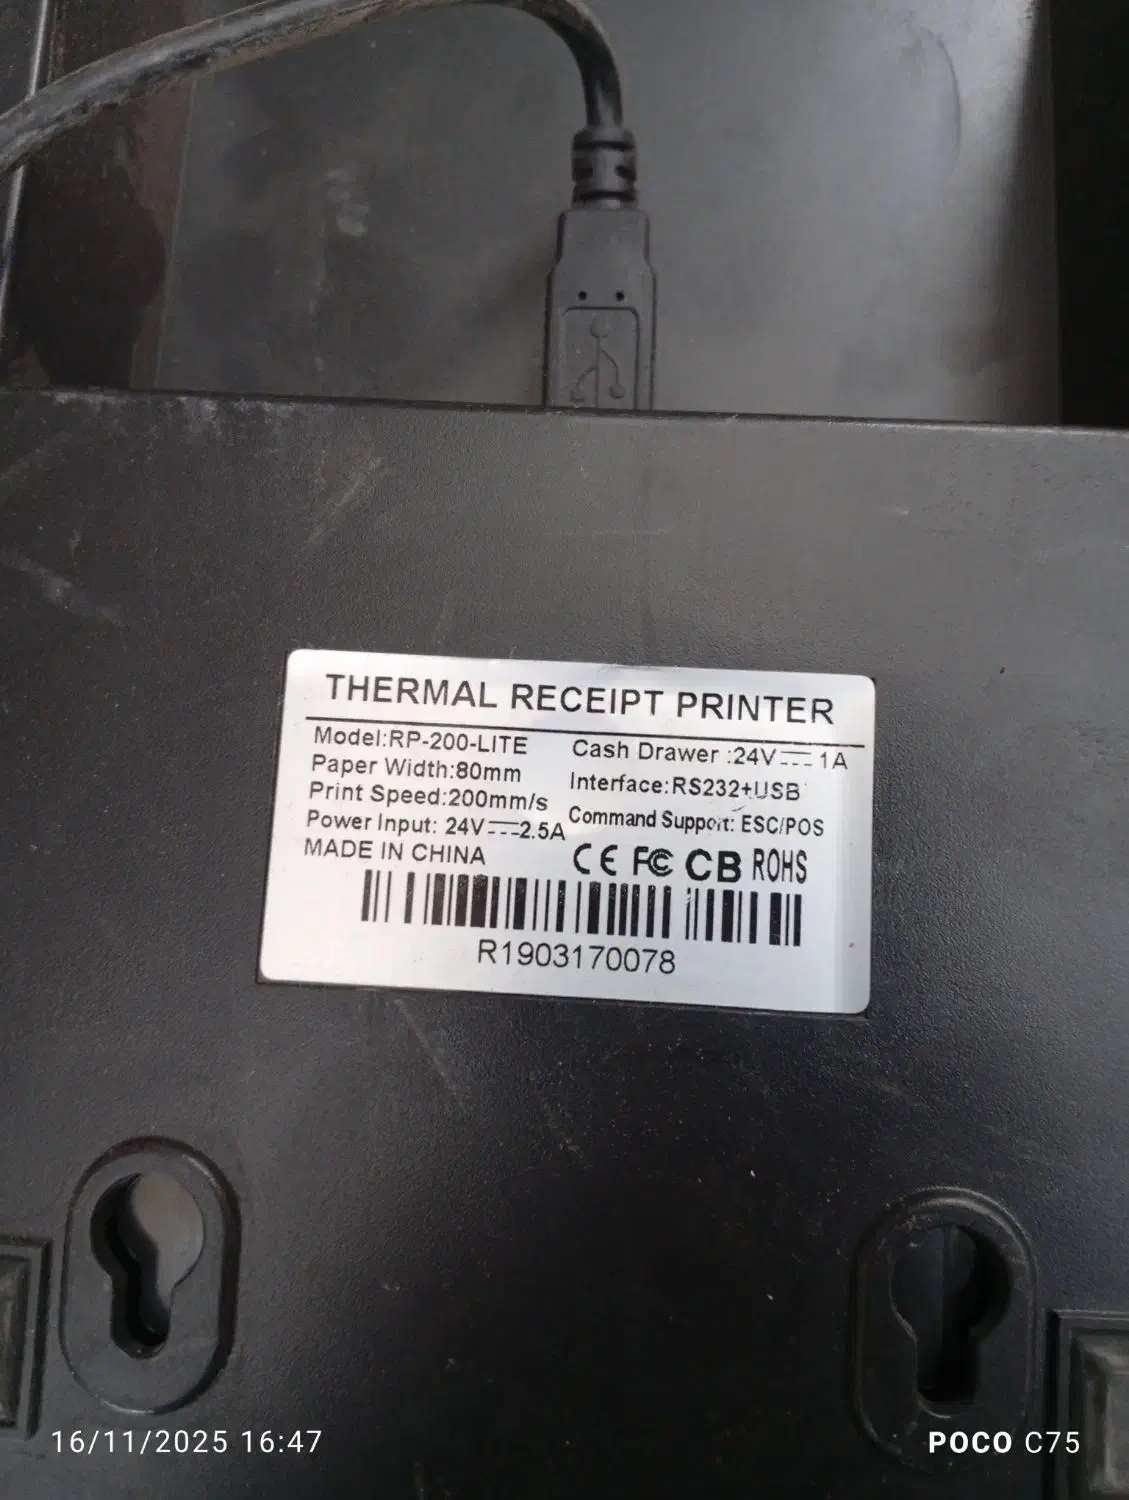 THERMAL RECEIPT PRINTER
Model:RP-200-LITE
Paper Width:80mm
Print Speed:200mm/s
Power Input: 24V⎓2.5A
MADE IN CHINA
Cash Drawer :24V⎓1A
Interface:RS232+USB
Command Support: ESC/POS
CE FC CB ROHS
R1903170078
16/11/2025 16:47
POCO C75